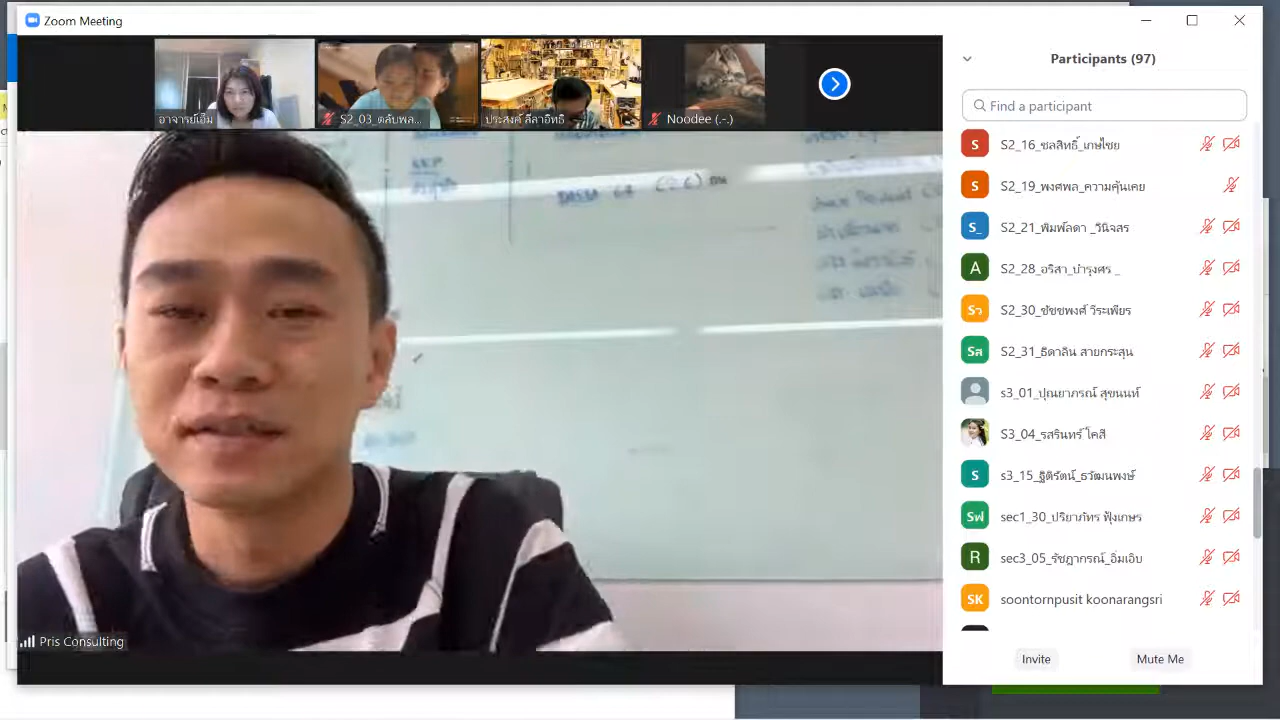 Zoom Meeting
อาจารย์เอ็ม
S2_03_ตลับพล...
ประสงค์ ลีลาอิทธิ
Noodee (.-.)
Pris Consulting
Participants (97)
Find a participant
S S2_16_ชลสิทธิ์_เกษไชย
S S2_19_พงศพล_ความคุ้นเคย
S_ S2_21_พิมพ์ลดา _วินิจสร
A S2_28_อริสา_บำรุงศร _
Sว S2_30_ชัชชพงศ์ วีระเพียร
Sส S2_31_ธิดาลิน สายกระสุน
s3_01_ปุณยาภรณ์ สุขนนท์
S3_04_รสรินทร์ โคสี
S s3_15_ฐิติรัตน์_ธวัฒนพงษ์
Sฟ sec1_30_ปริยาภัทร ฟุ้งเกษร
R sec3_05_รัชฎาภรณ์_อิ่มเอิบ
SK soontornpusit koonarangsri
Invite
Mute Me